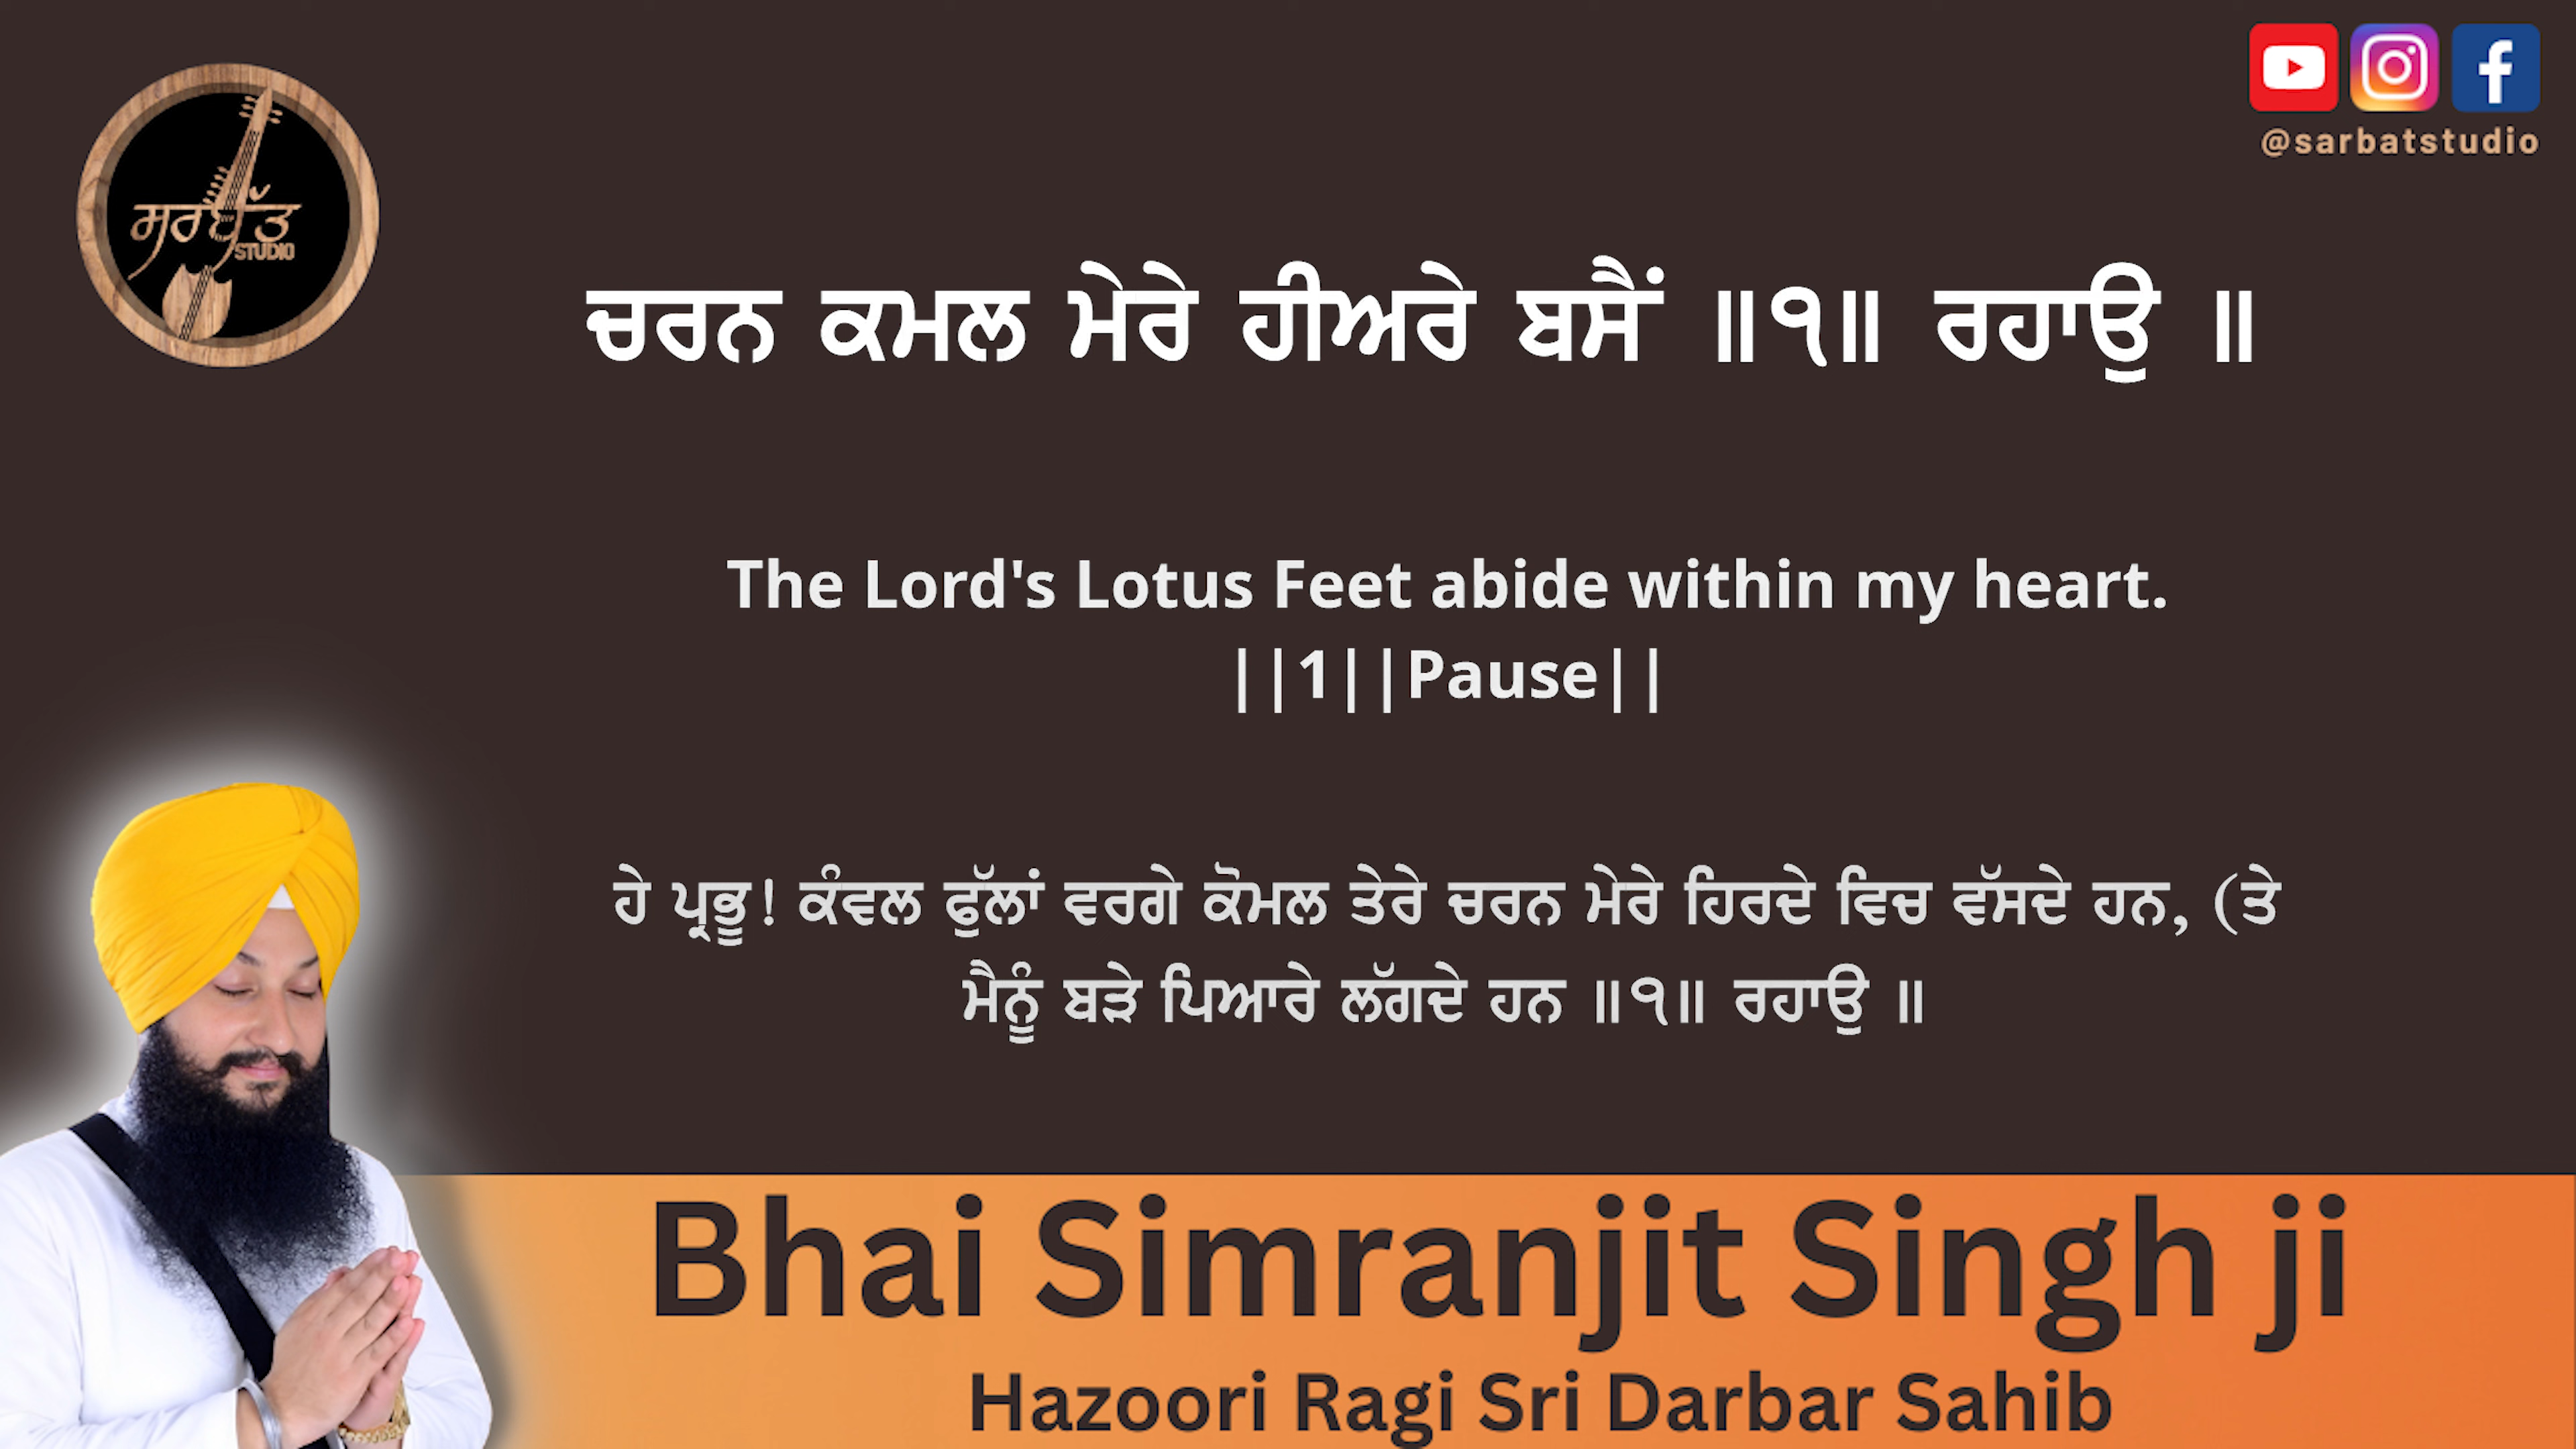 ਸਰਬੱਤ
STUDIO
@sarbatstudio
ਚਰਨ ਕਮਲ ਮੇਰੇ ਹੀਅਰੇ ਬਸੈਂ ॥੧॥ ਰਹਾਉ ॥
The Lord's Lotus Feet abide within my heart.
||1||Pause||
ਹੇ ਪ੍ਰਭੂ! ਕੰਵਲ ਫੁੱਲਾਂ ਵਰਗੇ ਕੋਮਲ ਤੇਰੇ ਚਰਨ ਮੇਰੇ ਹਿਰਦੇ ਵਿਚ ਵੱਸਦੇ ਹਨ, (ਤੇ
ਮੈਨੂੰ ਬੜੇ ਪਿਆਰੇ ਲੱਗਦੇ ਹਨ ॥੧॥ ਰਹਾਉ ॥
Bhai Simranjit Singh ji
Hazoori Ragi Sri Darbar Sahib